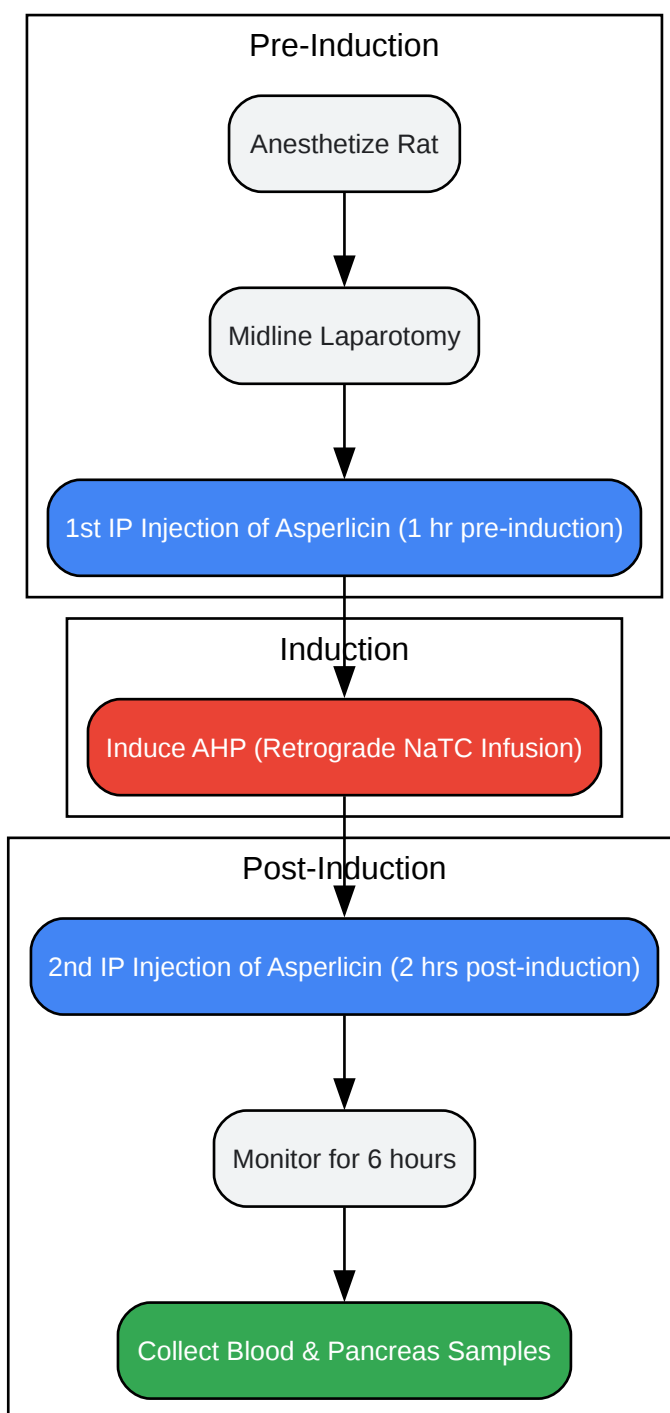 Pre-Induction
Anesthetize Rat
Midline Laparotomy
1st IP Injection of Asperlicin (1 hr pre-induction)
Induction
Induce AHP (Retrograde NaTC Infusion)
Post-Induction
2nd IP Injection of Asperlicin (2 hrs post-induction)
Monitor for 6 hours
Collect Blood & Pancreas Samples